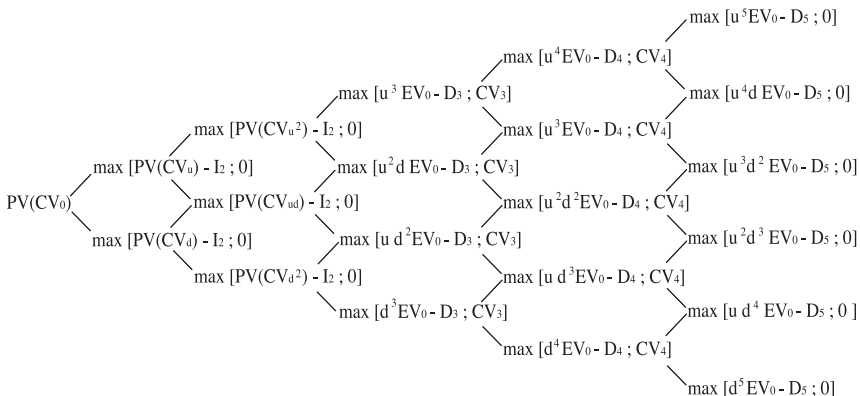 max [u⁵EV₀ - D₅ ; 0]
max [u⁴EV₀ - D₄ ; CV₄]
max [u³ EV₀ - D₃ ; CV₃]
max [u⁴d EV₀ - D₅ ; 0]
max [PV(CVᵤ²) - I₂ ; 0]
max [u³EV₀ - D₄ ; CV₄]
max [PV(CVᵤ) - I₂ ; 0]
max [u²d EV₀ - D₃ ; CV₃]
max [u³d² EV₀ - D₅ ; 0]
PV(CV₀)
max [PV(CVᵤd) - I₂ ; 0]
max [u²d²EV₀ - D₄ ; CV₄]
max [PV(CVd) - I₂ ; 0]
max [u d²EV₀ - D₃ ; CV₃]
max [u²d³ EV₀ - D₅ ; 0]
max [PV(CVd²) - I₂ ; 0]
max [u d³EV₀ - D₄ ; CV₄]
max [d³EV₀ - D₃ ; CV₃]
max [u d⁴ EV₀ - D₅ ; 0 ]
max [d⁴EV₀ - D₄ ; CV₄]
max [d⁵EV₀ - D₅ ; 0]